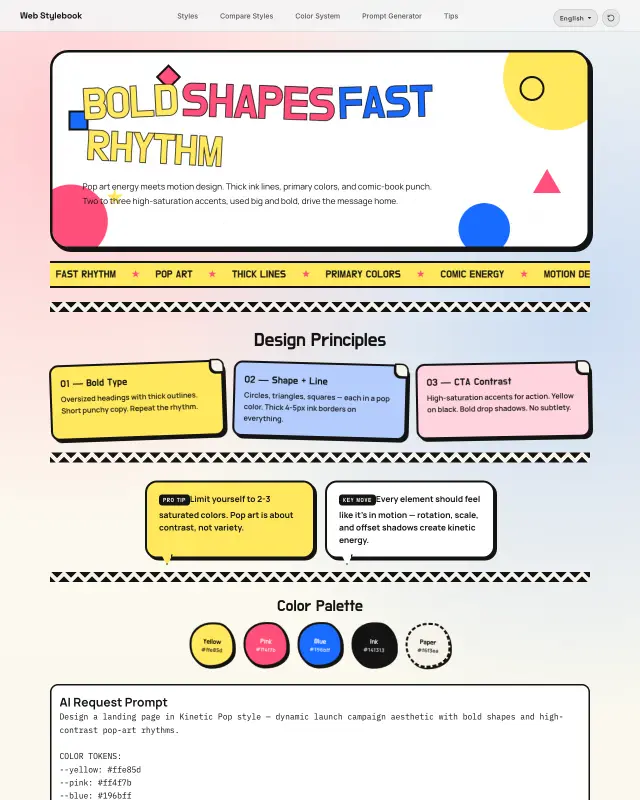 Web Stylebook
Styles
Compare Styles
Color System
Prompt Generator
Tips
English
BOLD SHAPES FAST
RHYTHM
Pop art energy meets motion design. Thick ink lines, primary colors, and comic-book punch.
Two to three high-saturation accents, used big and bold, drive the message home.
FAST RHYTHM ★ POP ART ★ THICK LINES ★ PRIMARY COLORS ★ COMIC ENERGY ★ MOTION DE
Design Principles
01 — Bold Type
Oversized headings with thick outlines.
Short punchy copy. Repeat the rhythm.
02 — Shape + Line
Circles, triangles, squares — each in a pop
color. Thick 4-5px ink borders on
everything.
03 — CTA Contrast
High-saturation accents for action. Yellow
on black. Bold drop shadows. No subtlety.
PRO TIP Limit yourself to 2-3
saturated colors. Pop art is about
contrast, not variety.
KEY MOVE Every element should feel
like it's in motion — rotation, scale,
and offset shadows create kinetic
energy.
Color Palette
Yellow
#ffe85d
Pink
#ff4f7b
Blue
#196bff
Ink
#141313
Paper
AI Request Prompt
Design a landing page in Kinetic Pop style — dynamic launch campaign aesthetic with bold shapes and high-
contrast pop-art rhythms.
COLOR TOKENS:
--yellow: #ffe85d
--pink: #ff4f7b
--blue: #196bff